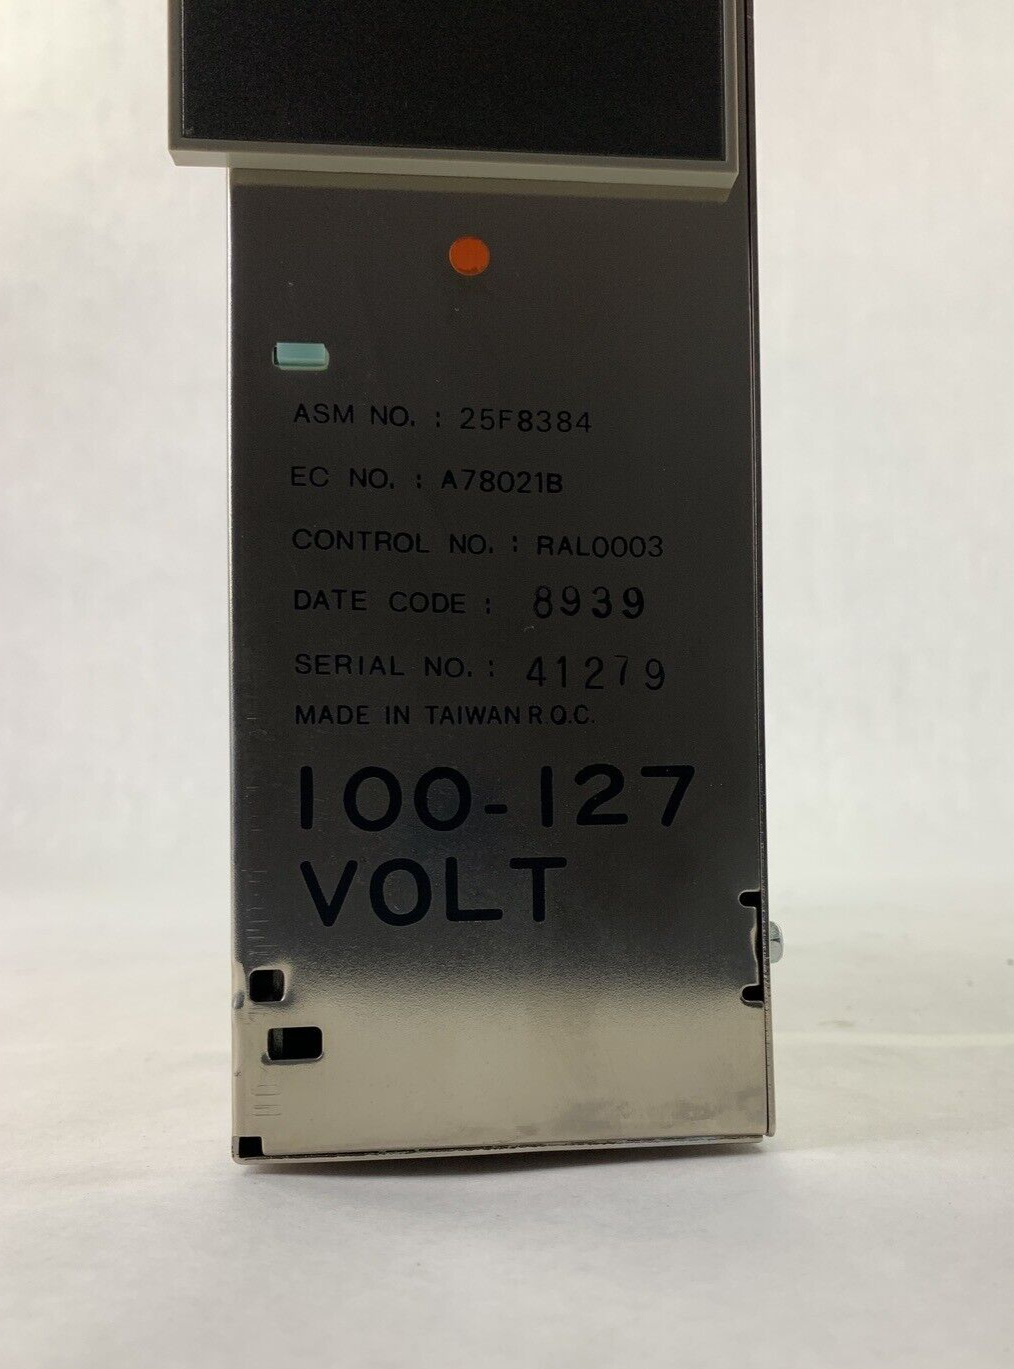 ASM NO. : 25F8384
EC NO. : A78021B
CONTROL NO. : RAL0003
DATE CODE : 8939
SERIAL NO. : 41279
MADE IN TAIWAN R.O.C.
100-127
VOLT